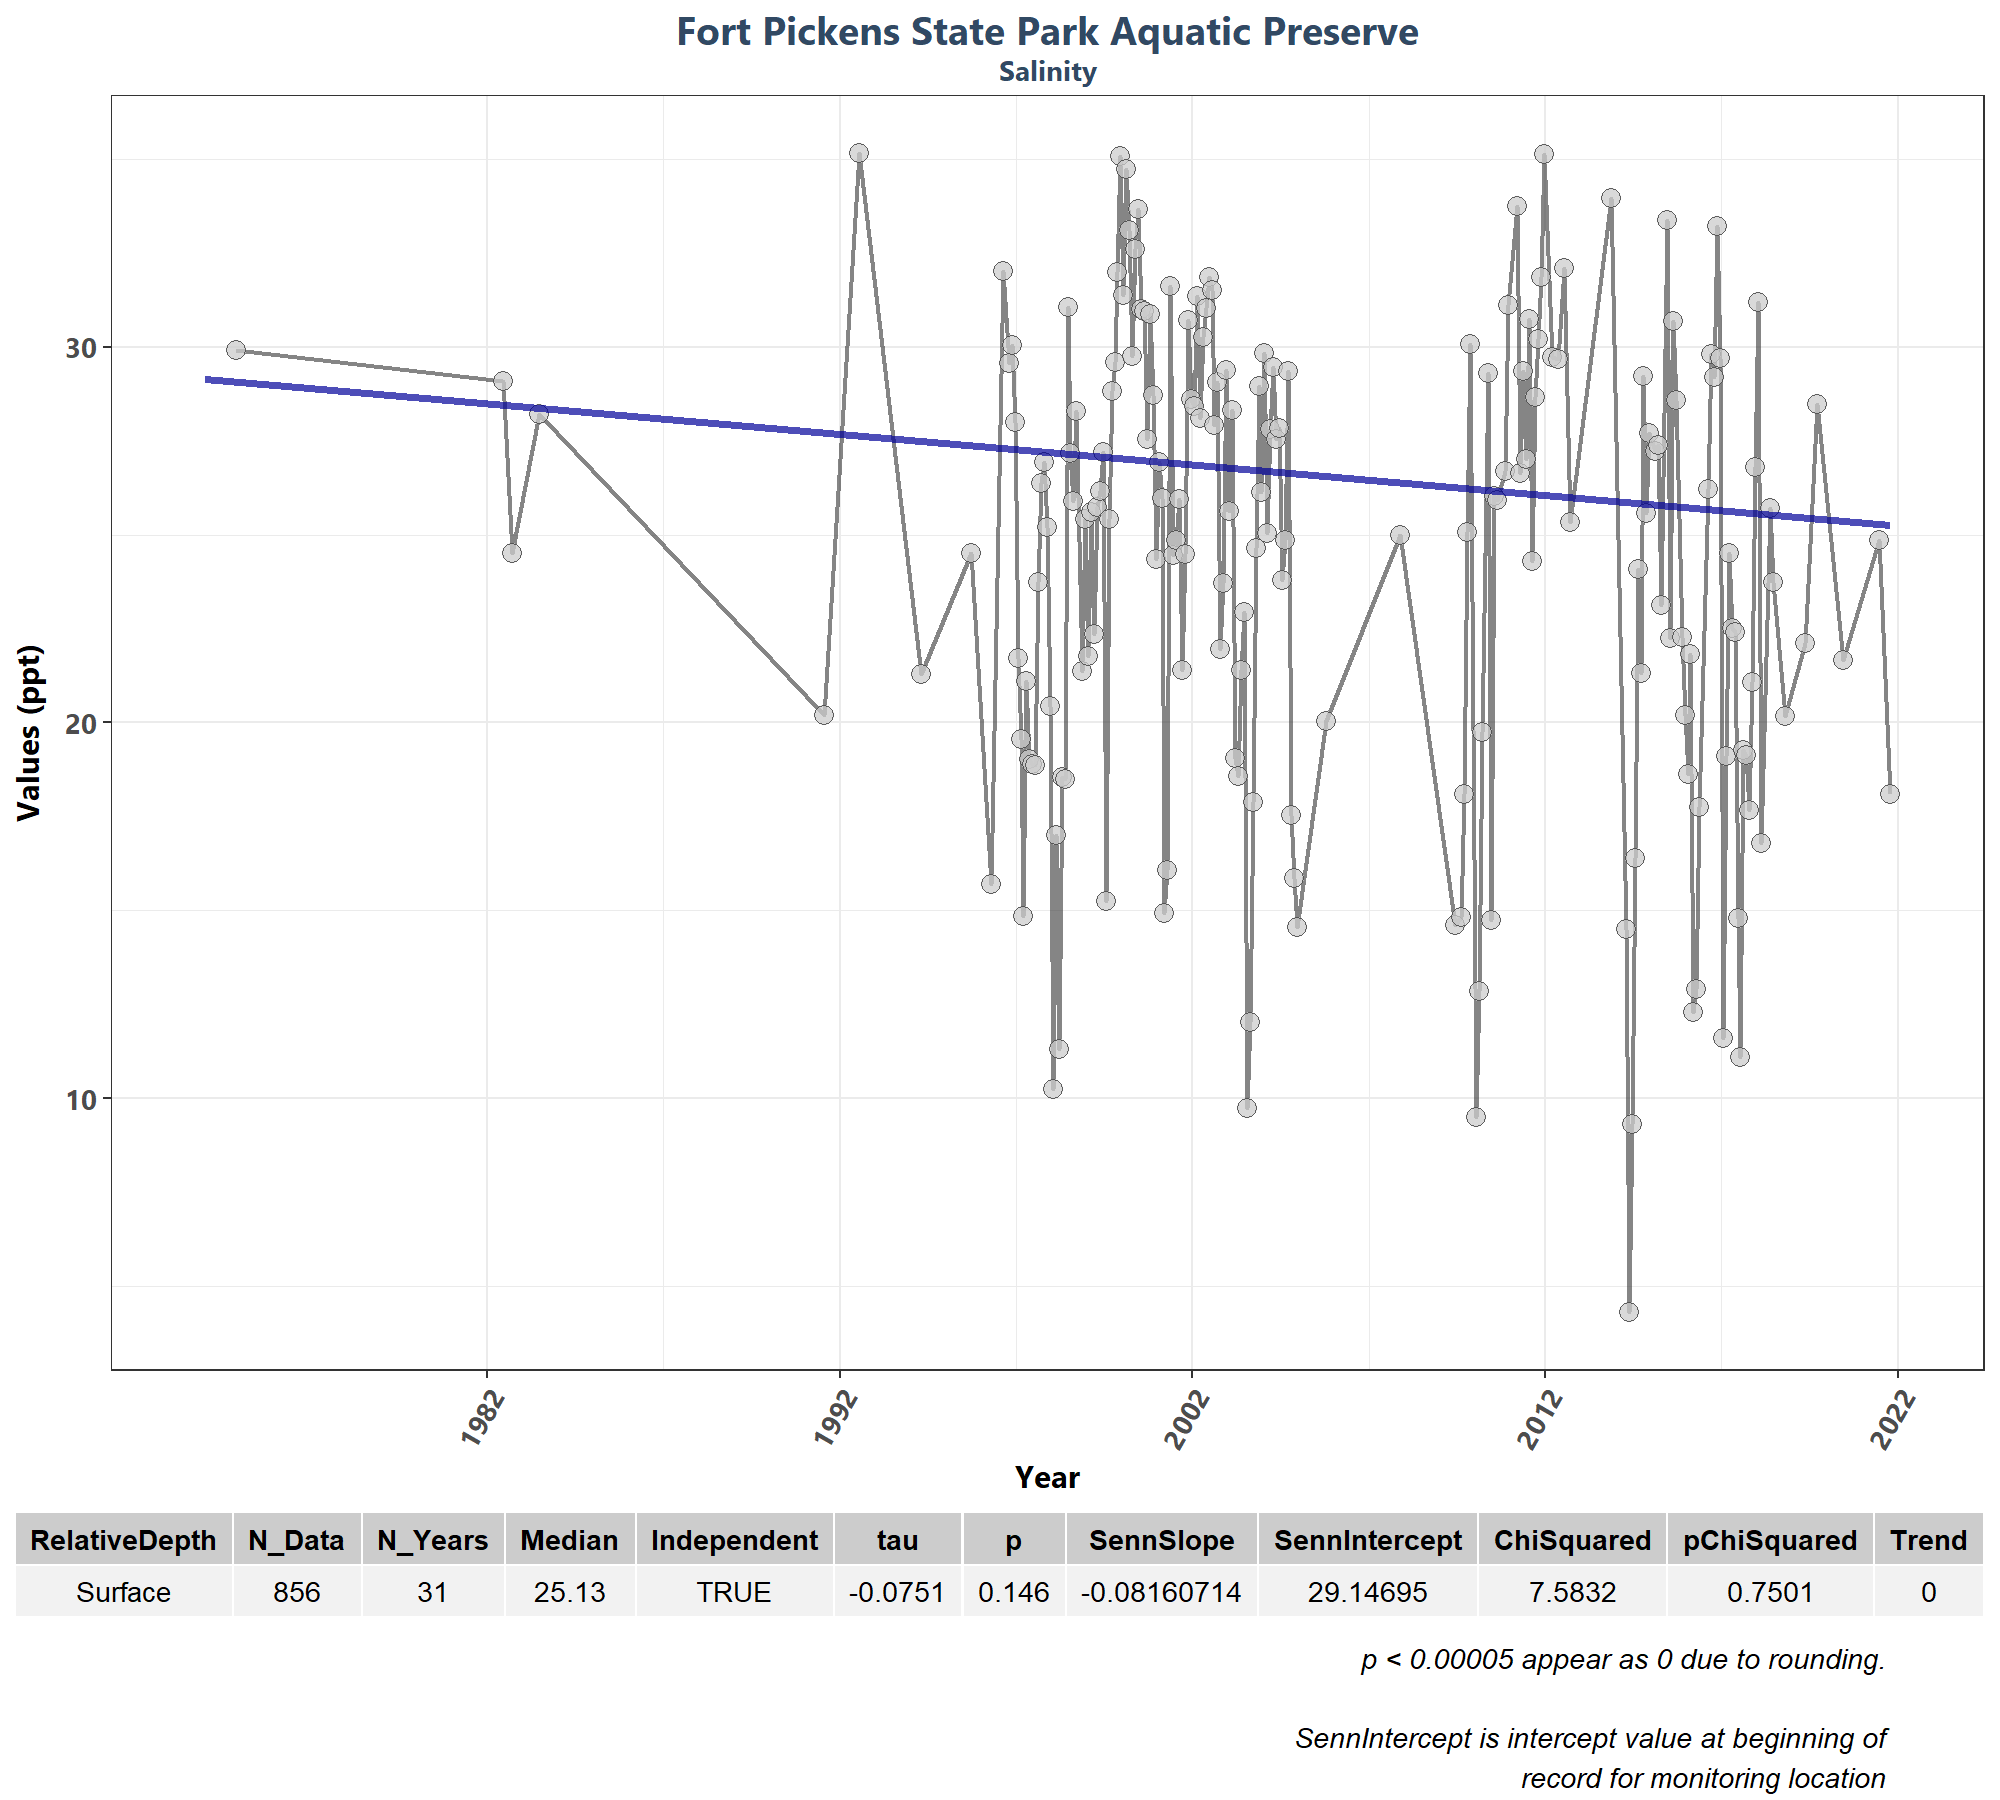 Fort Pickens State Park Aquatic Preserve
Salinity
Values (ppt)
30
20
10
1982 1992 2002 2012 2022
Year
RelativeDepth N_Data N_Years Median Independent tau p SennSlope SennIntercept ChiSquared pChiSquared Trend
Surface 856 31 25.13 TRUE -0.0751 0.146 -0.08160714 29.14695 7.5832 0.7501 0
p < 0.00005 appear as 0 due to rounding.
SennIntercept is intercept value at beginning of
record for monitoring location